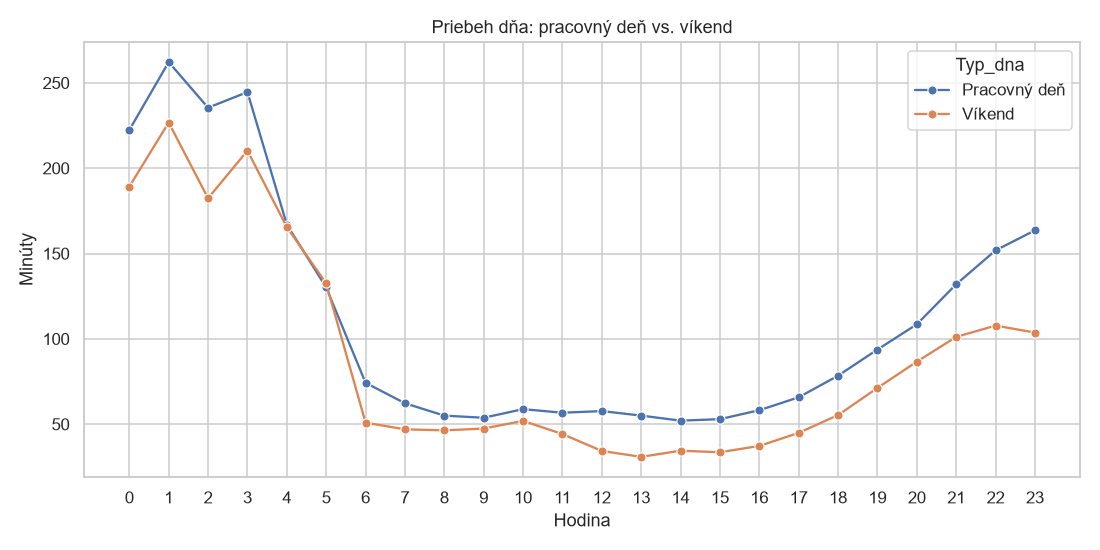 Priebeh dňa: pracovný deň vs. víkend
Typ_dna
Pracovný deň
Víkend
Minúty
250
200
150
100
50
0 1 2 3 4 5 6 7 8 9 10 11 12 13 14 15 16 17 18 19 20 21 22 23
Hodina